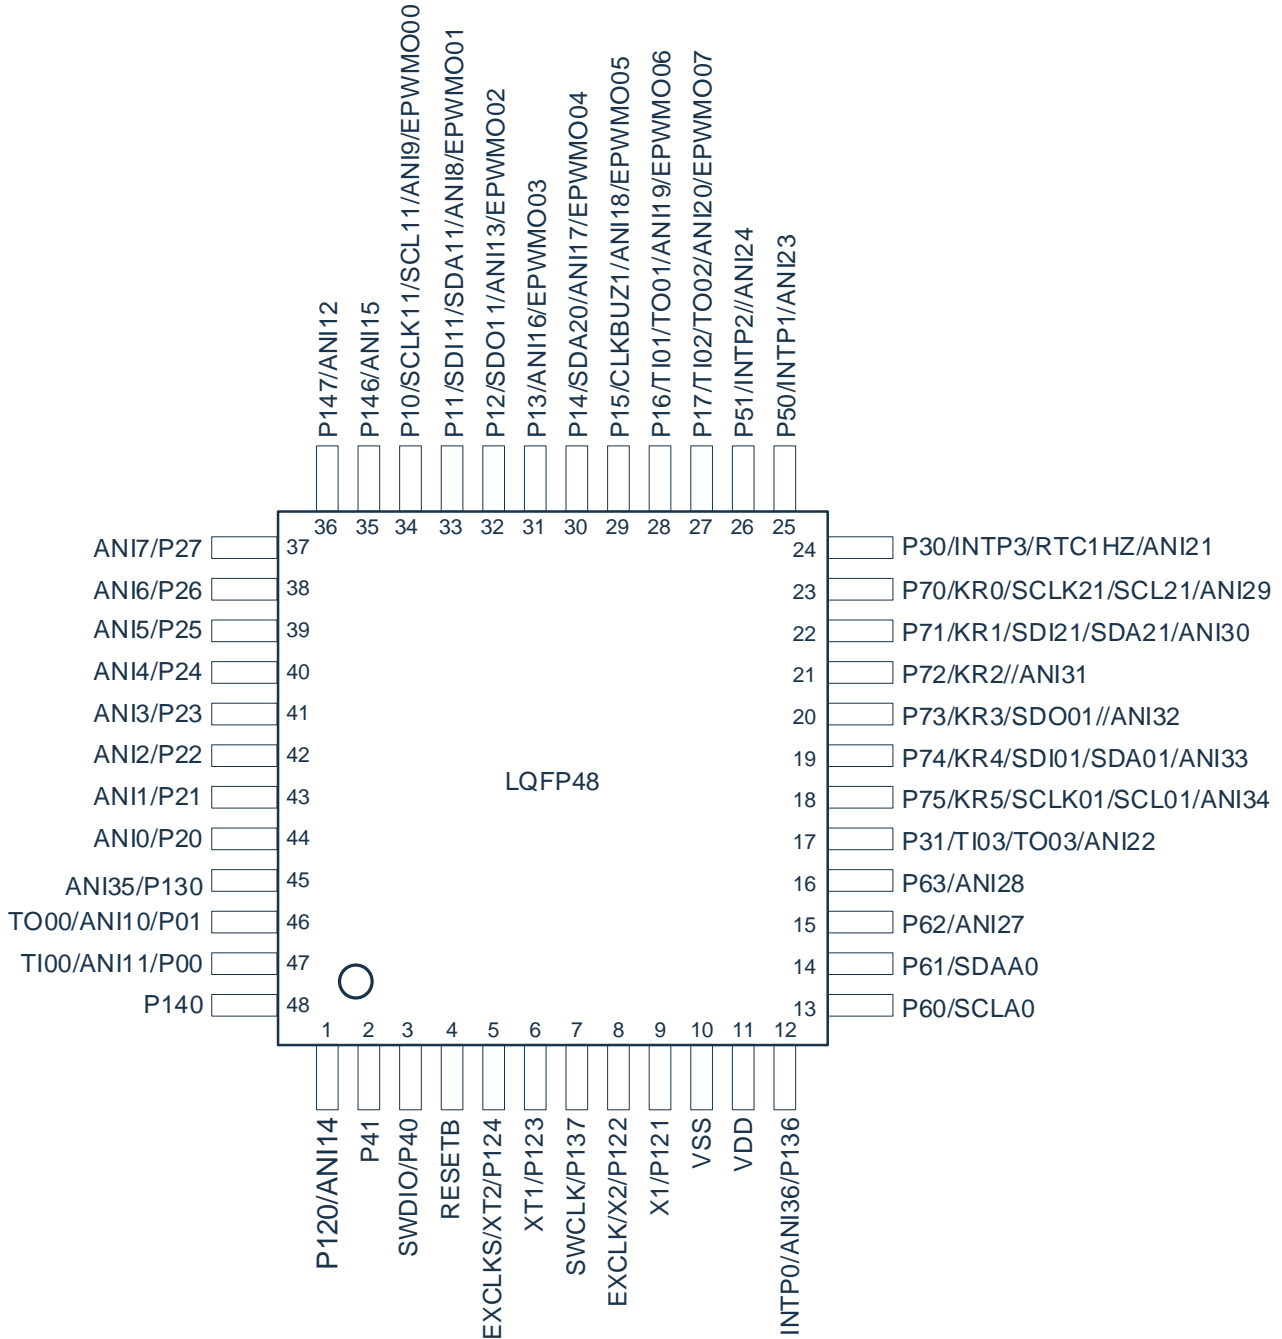 P147/ANI12
P146/ANI15
P10/SCLK11/SCL11/ANI9/EPWMO00
P11/SDI11/SDA11/ANI8/EPWMO01
P12/SDO11/ANI13/EPWMO02
P13/ANI16/EPWMO03
P14/SDA20/ANI17/EPWMO04
P15/CLKBUZ1/ANI18/EPWMO05
P16/TI01/TO01/ANI19/EPWMO06
P17/TI02/TO02/ANI20/EPWMO07
P51/INTP2//ANI24
P50/INTP1/ANI23
36 35 34 33 32 31 30 29 28 27 26 25
ANI7/P27 37
ANI6/P26 38
ANI5/P25 39
ANI4/P24 40
ANI3/P23 41
ANI2/P22 42
ANI1/P21 43
ANI0/P20 44
ANI35/P130 45
TO00/ANI10/P01 46
TI00/ANI11/P00 47
P140 48
LQFP48
24 P30/INTP3/RTC1HZ/ANI21
23 P70/KR0/SCLK21/SCL21/ANI29
22 P71/KR1/SDI21/SDA21/ANI30
21 P72/KR2//ANI31
20 P73/KR3/SDO01//ANI32
19 P74/KR4/SDI01/SDA01/ANI33
18 P75/KR5/SCLK01/SCL01/ANI34
17 P31/TI03/TO03/ANI22
16 P63/ANI28
15 P62/ANI27
14 P61/SDAA0
13 P60/SCLA0
1 2 3 4 5 6 7 8 9 10 11 12
P120/ANI14
P41
SWDIO/P40
RESETB
EXCLKS/XT2/P124
XT1/P123
SWCLK/P137
EXCLK/X2/P122
X1/P121
VSS
VDD
INTP0/ANI36/P136